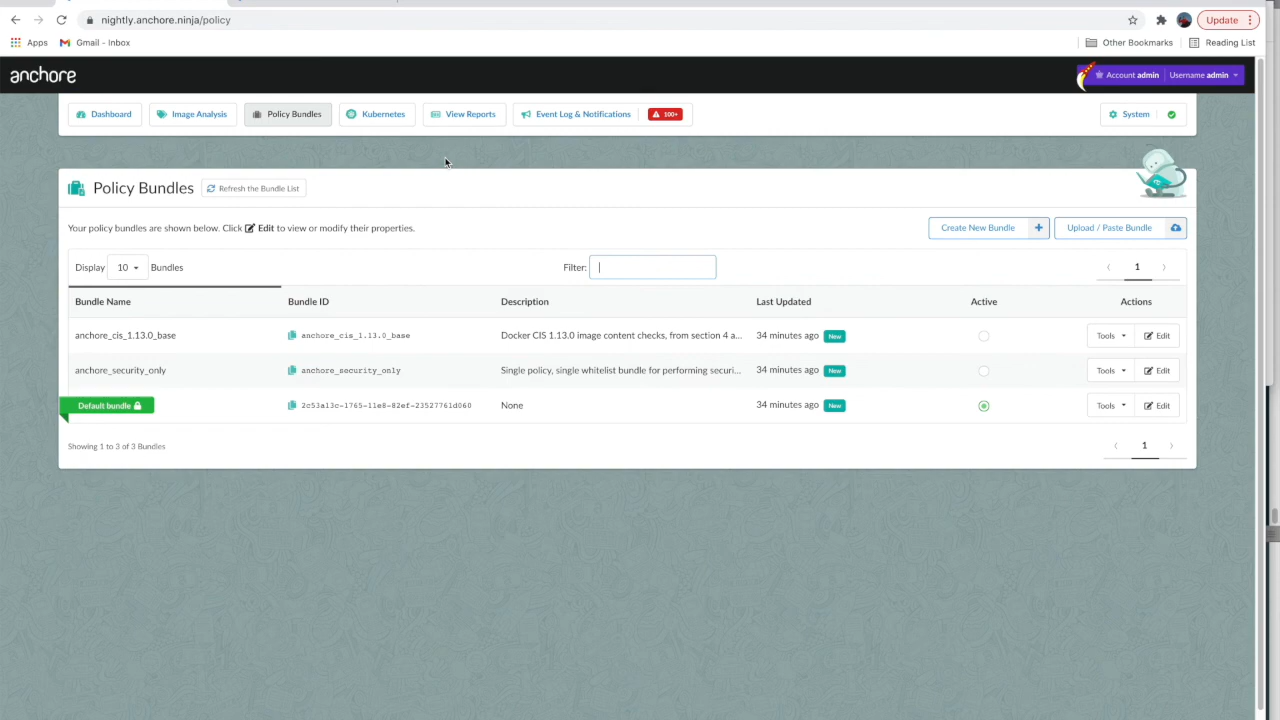 nightly.anchore.ninja/policy
Update
Apps Gmail - Inbox Other Bookmarks Reading List
anchore
Account admin Username admin
Dashboard Image Analysis Policy Bundles Kubernetes View Reports Event Log & Notifications 100+ System
Policy Bundles Refresh the Bundle List
Your policy bundles are shown below. Click Edit to view or modify their properties.
Create New Bundle + Upload / Paste Bundle
Display 10 Bundles Filter: 1
Bundle Name Bundle ID Description Last Updated Active Actions
anchore_cis_1.13.0_base anchore_cis_1.13.0_base Docker CIS 1.13.0 image content checks, from section 4 a... 34 minutes ago New Tools Edit
anchore_security_only anchore_security_only Single policy, single whitelist bundle for performing securi... 34 minutes ago New Tools Edit
Default bundle 2c53a13c-1765-11e8-82ef-23527761d060 None 34 minutes ago New Tools Edit
Showing 1 to 3 of 3 Bundles 1